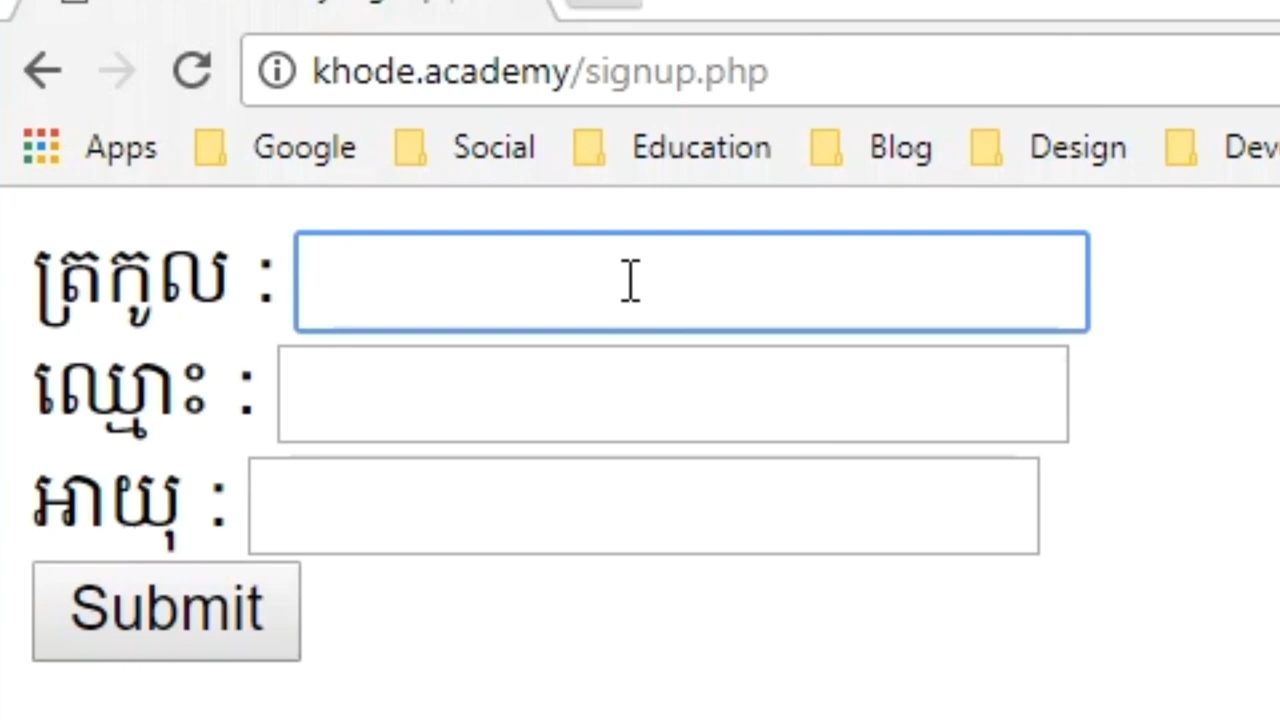 khode.academy/signup.php
Apps Google Social Education Blog Design Dev
ត្រកូល :
ឈ្មោះ :
អាយុ :
Submit